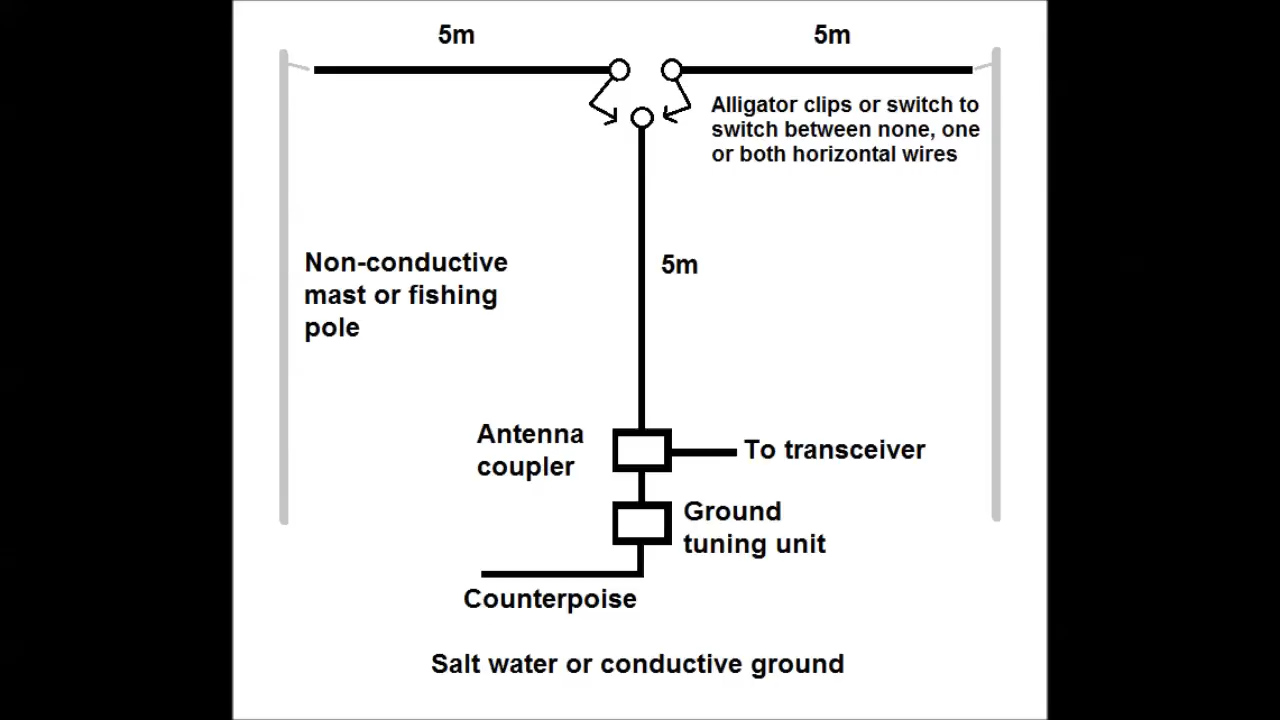 5m
5m
Alligator clips or switch to
switch between none, one
or both horizontal wires
Non-conductive
mast or fishing
pole
5m
Antenna
coupler
To transceiver
Ground
tuning unit
Counterpoise
Salt water or conductive ground